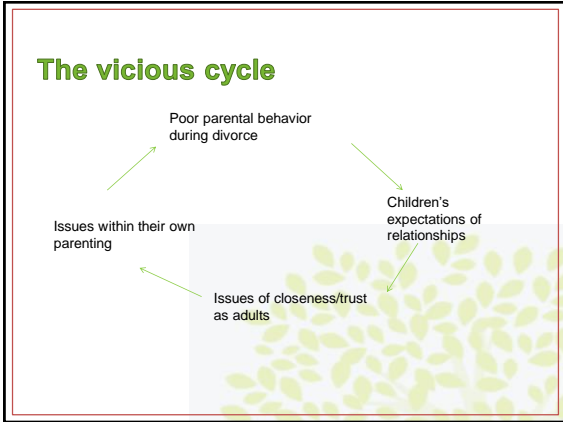 The vicious cycle
Poor parental behavior
during divorce
Children's
expectations of
relationships
Issues of closeness/trust
as adults
Issues within their own
parenting